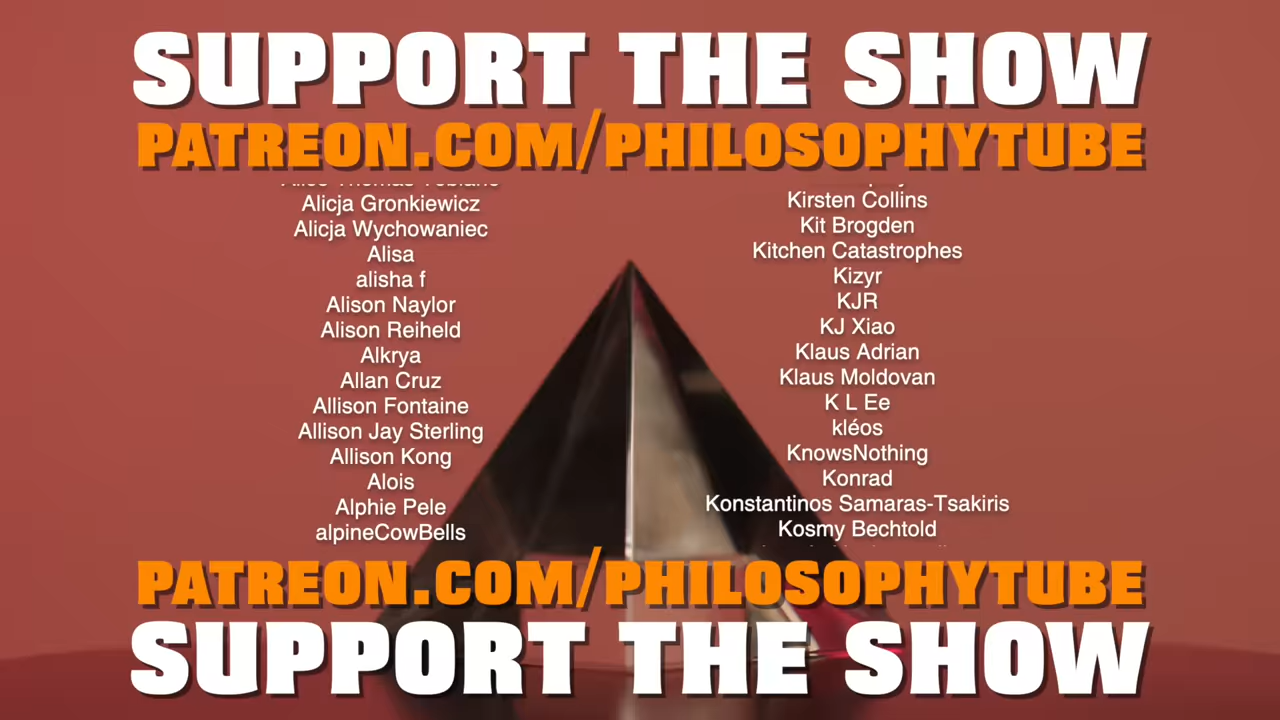 SUPPORT THE SHOW
PATREON.COM/PHILOSOPHYTUBE
Alicja Gronkiewicz
Alicja Wychowaniec
Alisa
alisha f
Alison Naylor
Alison Reiheld
Alkrya
Allan Cruz
Allison Fontaine
Allison Jay Sterling
Allison Kong
Alois
Alphie Pele
alpineCowBells
Kirsten Collins
Kit Brogden
Kitchen Catastrophes
Kizyr
KJR
KJ Xiao
Klaus Adrian
Klaus Moldovan
K L Ee
kléos
KnowsNothing
Konrad
Konstantinos Samaras-Tsakiris
Kosmy Bechtold
PATREON.COM/PHILOSOPHYTUBE
SUPPORT THE SHOW